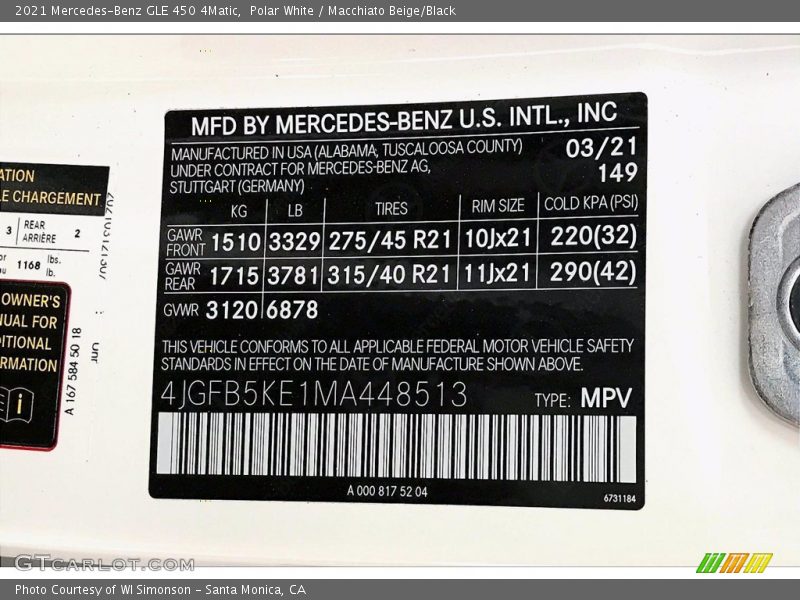 2021 Mercedes-Benz GLE 450 4Matic,  Polar White / Macchiato Beige/Black
MFD BY MERCEDES-BENZ U.S. INTL., INC
MANUFACTURED IN USA (ALABAMA, TUSCALOOSA COUNTY)
UNDER CONTRACT FOR MERCEDES-BENZ AG,
STUTTGART (GERMANY)
03/21
149
KG LB TIRES RIM SIZE COLD KPA (PSI)
GAWR FRONT 1510 3329 275/45 R21 10Jx21 220(32)
GAWR REAR 1715 3781 315/40 R21 11Jx21 290(42)
GVWR 3120 6878
THIS VEHICLE CONFORMS TO ALL APPLICABLE FEDERAL MOTOR VEHICLE SAFETY
STANDARDS IN EFFECT ON THE DATE OF MANUFACTURE SHOWN ABOVE.
4JGFB5KE1MA448513
TYPE: MPV
A 000 817 52 04
6731184
ATION
E CHARGEMENT
3 REAR ARRIÈRE 2
1168 lbs.
kg
OWNER'S
UAL FOR
DITIONAL
RMATION
i
A 167 584 50 18
GTCARLOT.COM
Photo Courtesy of WI Simonson - Santa Monica, CA